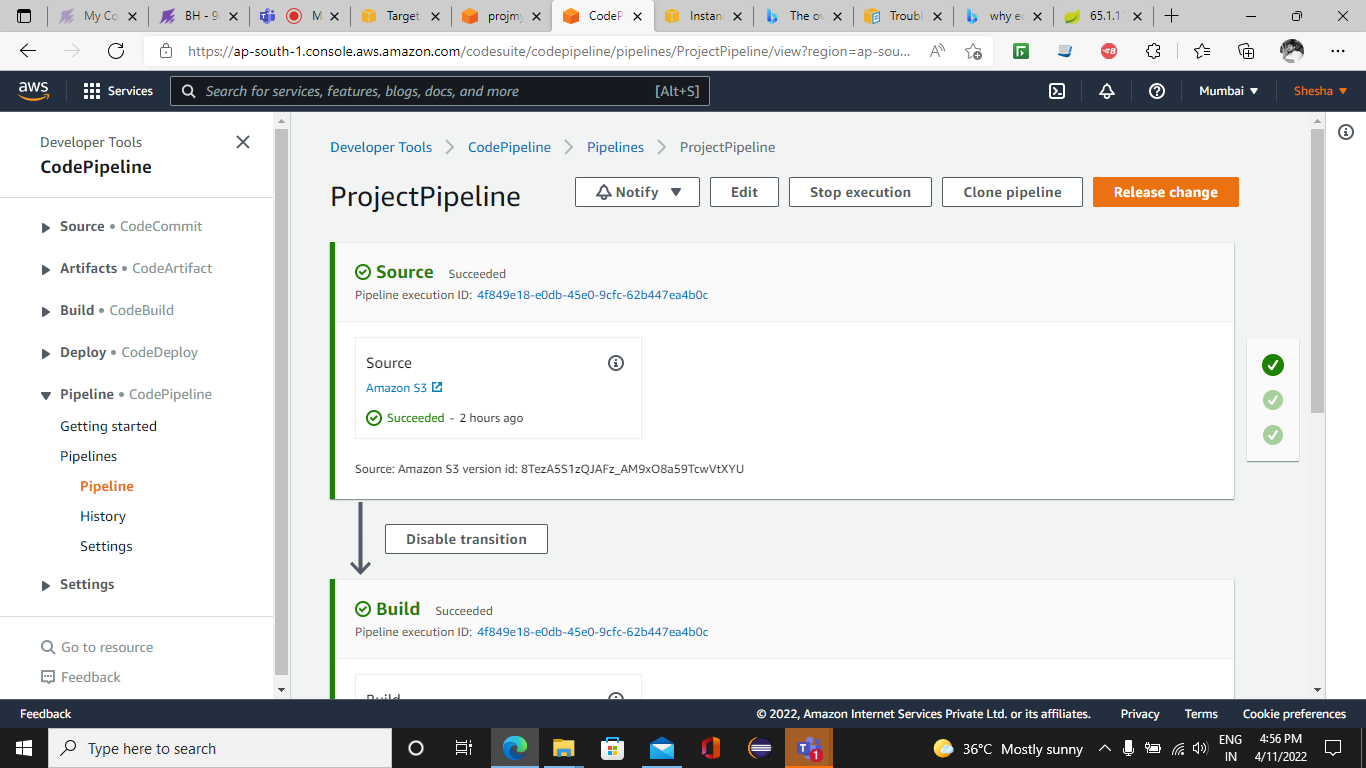 My Co
BH - 9
M
Target
projmy
CodeP
Instan
The ov
Troubl
why e
65.1.1
https://ap-south-1.console.aws.amazon.com/codesuite/codepipeline/pipelines/ProjectPipeline/view?region=ap-sou...
aws
Services
Search for services, features, blogs, docs, and more
[Alt+S]
Mumbai
Shesha
Developer Tools
CodePipeline
Source • CodeCommit
Artifacts • CodeArtifact
Build • CodeBuild
Deploy • CodeDeploy
Pipeline • CodePipeline
Getting started
Pipelines
Pipeline
History
Settings
Settings
Go to resource
Feedback
Developer Tools
CodePipeline
Pipelines
ProjectPipeline
ProjectPipeline
Notify
Edit
Stop execution
Clone pipeline
Release change
Source Succeeded
Pipeline execution ID: 4f849e18-e0db-45e0-9cfc-62b447ea4b0c
Source
Amazon S3
Succeeded - 2 hours ago
Source: Amazon S3 version id: 8TezA5S1zQJAFz_AM9xO8a59TcwVtXYU
Disable transition
Build Succeeded
Pipeline execution ID: 4f849e18-e0db-45e0-9cfc-62b447ea4b0c
Build
Feedback
© 2022, Amazon Internet Services Private Ltd. or its affiliates.
Privacy
Terms
Cookie preferences
Type here to search
1
36°C Mostly sunny
ENG
IN
4:56 PM
4/11/2022